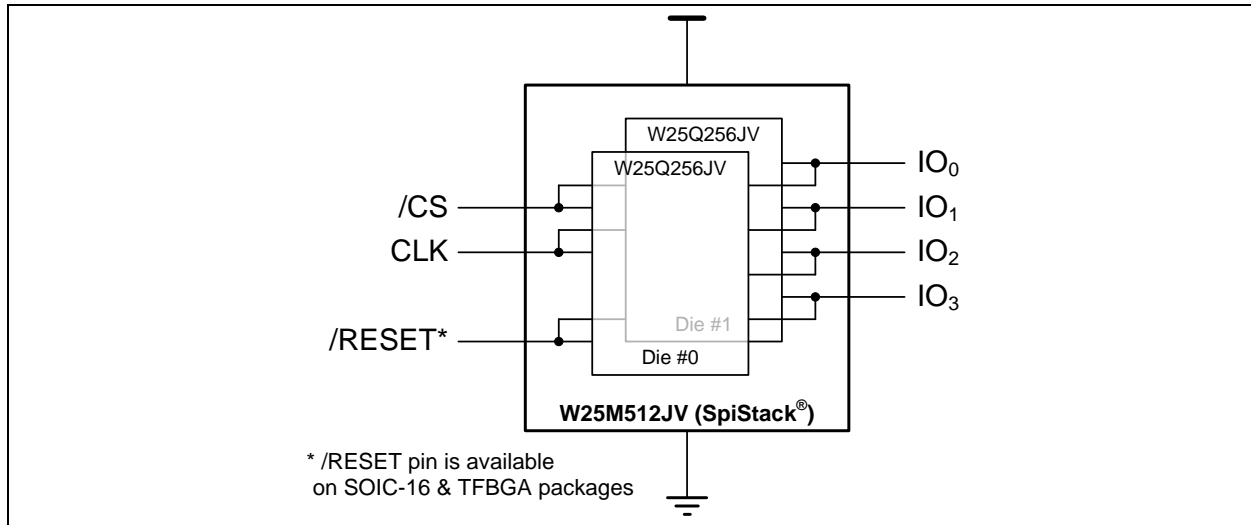 W25Q256JV
W25Q256JV
/CS
CLK
/RESET*
IO₀
IO₁
IO₂
IO₃
Die #1
Die #0
W25M512JV (SpiStack®)
* /RESET pin is available
on SOIC-16 & TFBGA packages